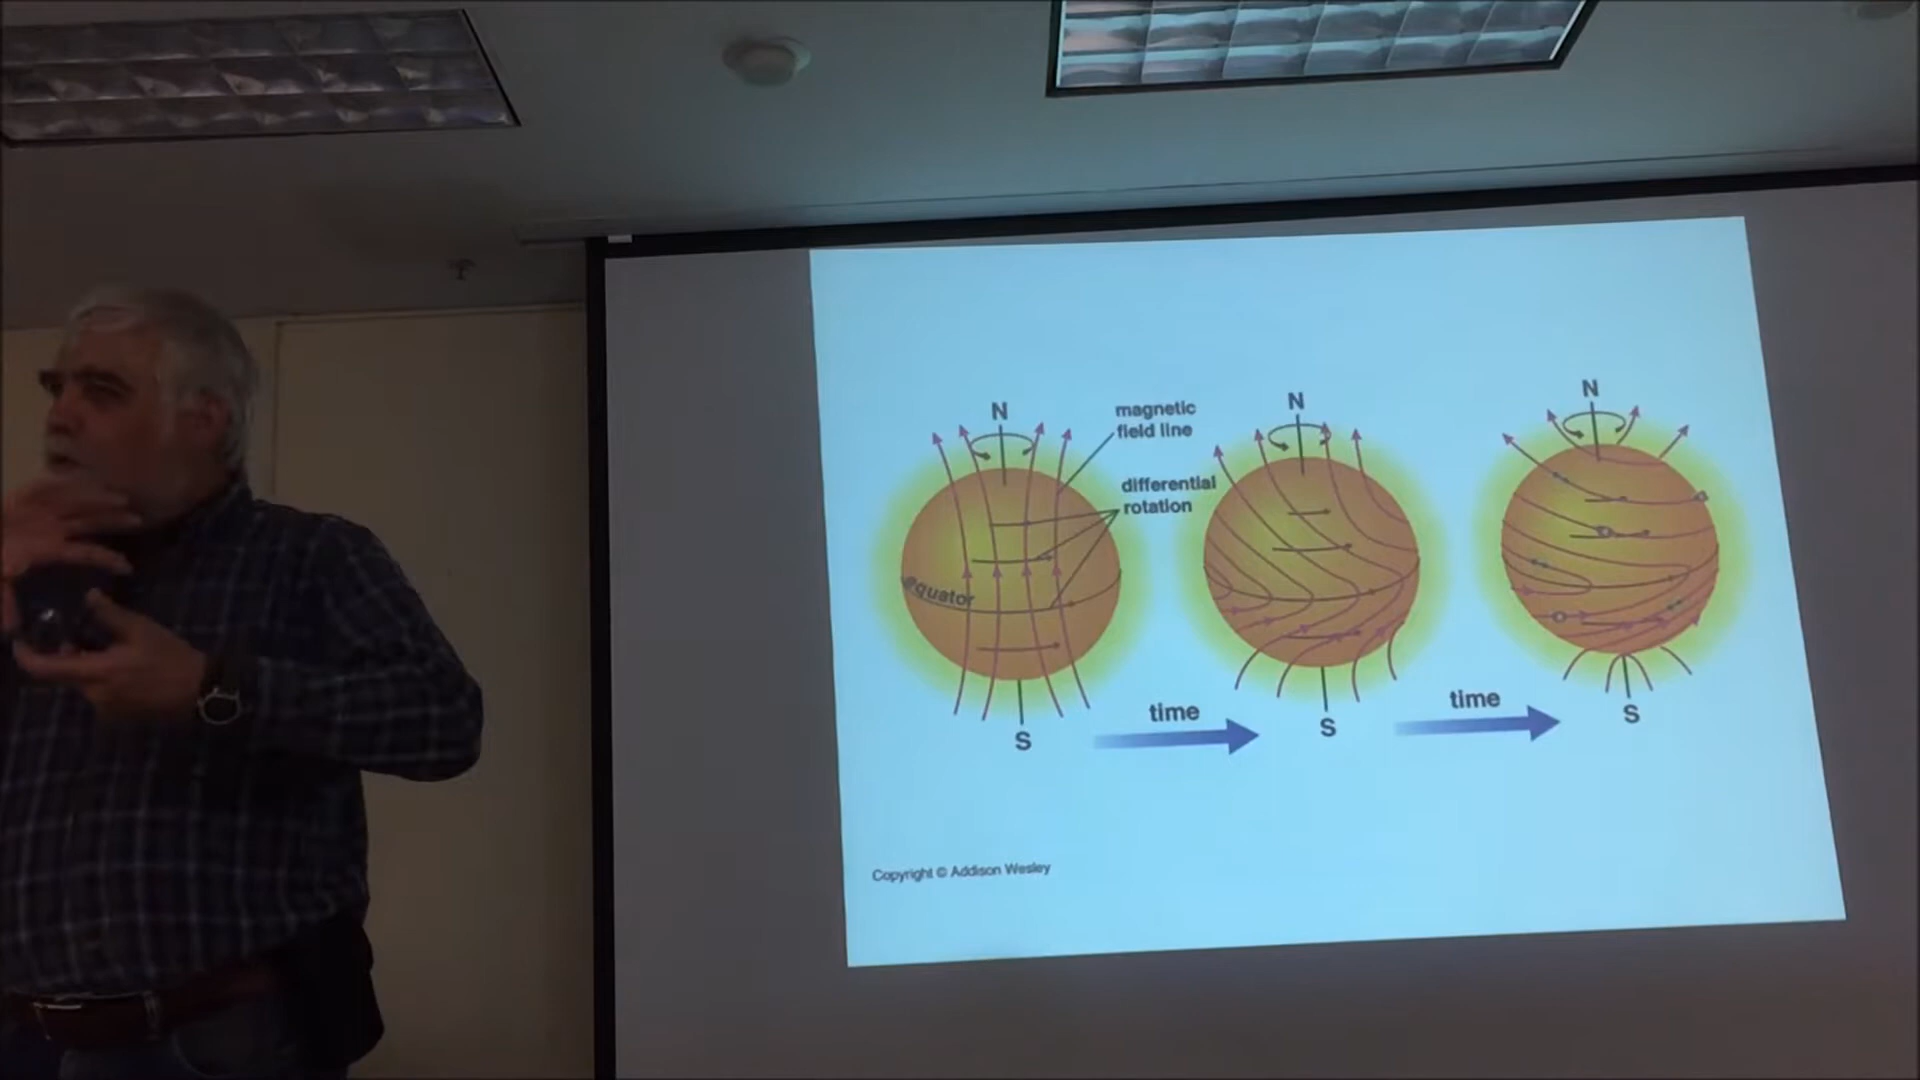 N
magnetic
field line
differential
rotation
equator
S
time
N
S
time
N
S
Copyright © Addison Wesley